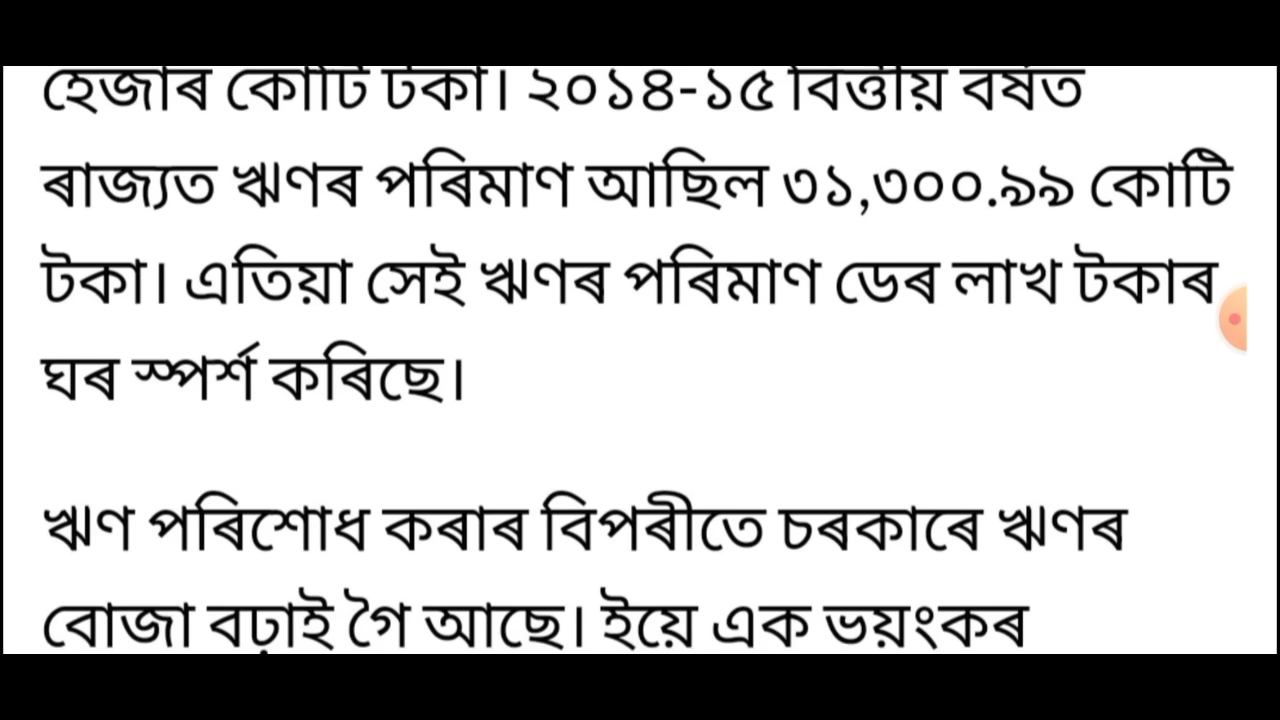 হেজাৰ কোটি টকা। ২০১৪-১৫ বিত্তীয় বৰ্ষত
ৰাজ্যত ঋণৰ পৰিমাণ আছিল ৩১,৩০০.৯৯ কোটি
টকা। এতিয়া সেই ঋণৰ পৰিমাণ ডেৰ লাখ টকাৰ
ঘৰ স্পৰ্শ কৰিছে।
ঋণ পৰিশোধ কৰাৰ বিপৰীতে চৰকাৰে ঋণৰ
বোজা বঢ়াই গৈ আছে। ইয়ে এক ভয়ংকৰ